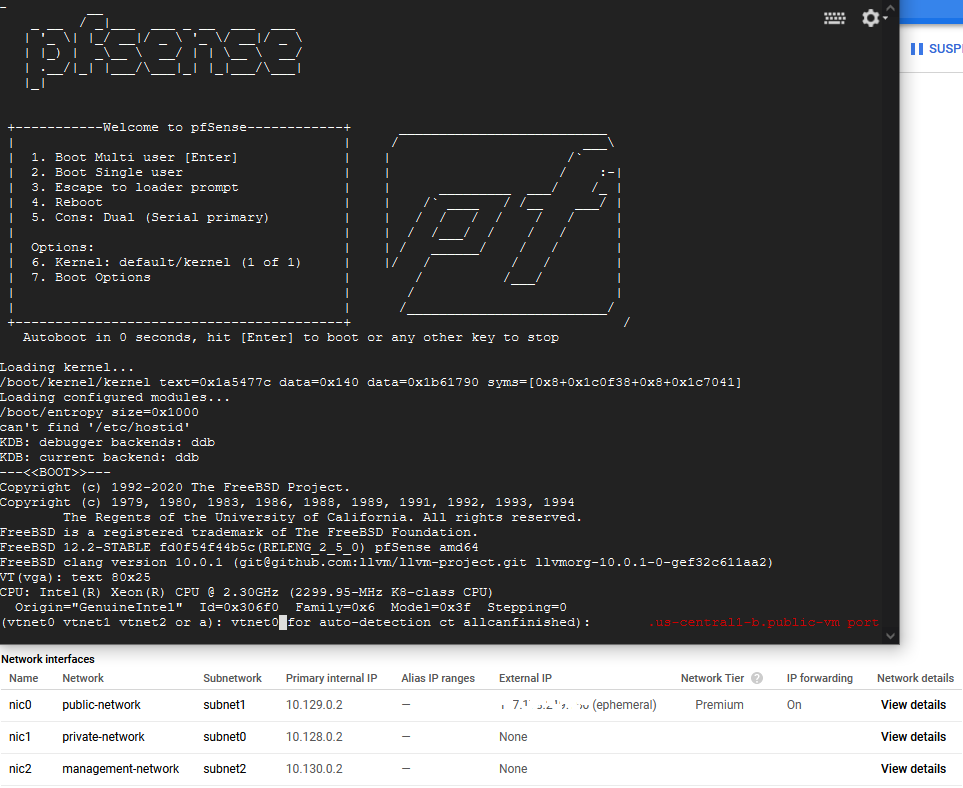 pfsense
SUSP
+-----------Welcome to pfSense------------+
1. Boot Multi user [Enter]
2. Boot Single user
3. Escape to loader prompt
4. Reboot
5. Cons: Dual (Serial primary)
Options:
6. Kernel: default/kernel (1 of 1)
7. Boot Options
pf
Autoboot in 0 seconds, hit [Enter] to boot or any other key to stop
Loading kernel...
/boot/kernel/kernel text=0x1a5477c data=0x140 data=0x1b61790 syms=[0x8+0x1c0f38+0x8+0x1c7041]
Loading configured modules...
/boot/entropy size=0x1000
can't find '/etc/hostid'
KDB: debugger backends: ddb
KDB: current backend: ddb
---<<BOOT>>---
Copyright (c) 1992-2020 The FreeBSD Project.
Copyright (c) 1979, 1980, 1983, 1986, 1988, 1989, 1991, 1992, 1993, 1994
The Regents of the University of California. All rights reserved.
FreeBSD is a registered trademark of The FreeBSD Foundation.
FreeBSD 12.2-STABLE fd0f54f44b5c(RELENG_2_5_0) pfSense amd64
FreeBSD clang version 10.0.1 (git@github.com:llvm/llvm-project.git llvmorg-10.0.1-0-gef32c611aa2)
VT(vga): text 80x25
CPU: Intel(R) Xeon(R) CPU @ 2.30GHz (2299.95-MHz K8-class CPU)
Origin="GenuineIntel" Id=0x306f0 Family=0x6 Model=0x3f Stepping=0
(vtnet0 vtnet1 vtnet2 or a): vtnet0 for auto-detection ct allcanfinished): .us-central1-b.public-vm port
Network interfaces
Name Network Subnetwork Primary internal IP Alias IP ranges External IP Network Tier ? IP forwarding Network details
nic0 public-network subnet1 10.129.0.2 — (ephemeral) Premium On View details
nic1 private-network subnet0 10.128.0.2 — None View details
nic2 management-network subnet2 10.130.0.2 — None View details